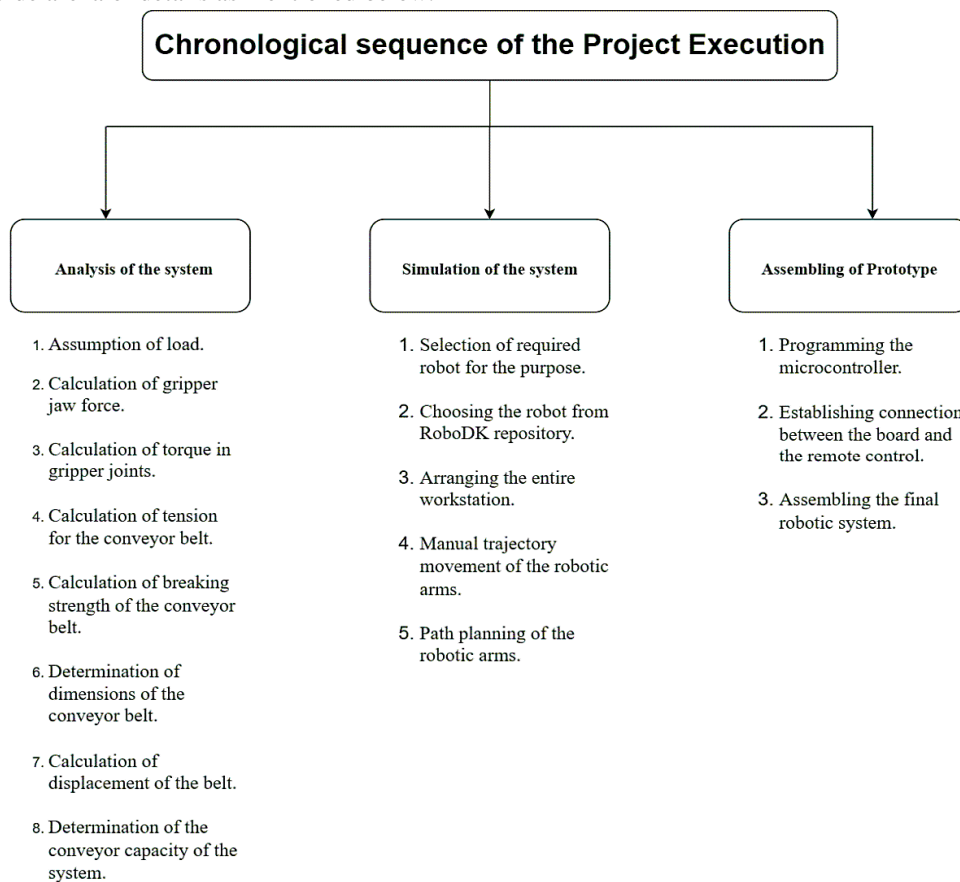 Chronological sequence of the Project Execution
Analysis of the system
1. Assumption of load.
2. Calculation of gripper
jaw force.
3. Calculation of torque in
gripper joints.
4. Calculation of tension
for the conveyor belt.
5. Calculation of breaking
strength of the conveyor
belt.
6. Determination of
dimensions of the
conveyor belt.
7. Calculation of
displacement of the belt.
8. Determination of the
conveyor capacity of the
system.
Simulation of the system
1. Selection of required
robot for the purpose.
2. Choosing the robot from
RoboDK repository.
3. Arranging the entire
workstation.
4. Manual trajectory
movement of the robotic
arms.
5. Path planning of the
robotic arms.
Assembling of Prototype
1. Programming the
microcontroller.
2. Establishing connection
between the board and
the remote control.
3. Assembling the final
robotic system.